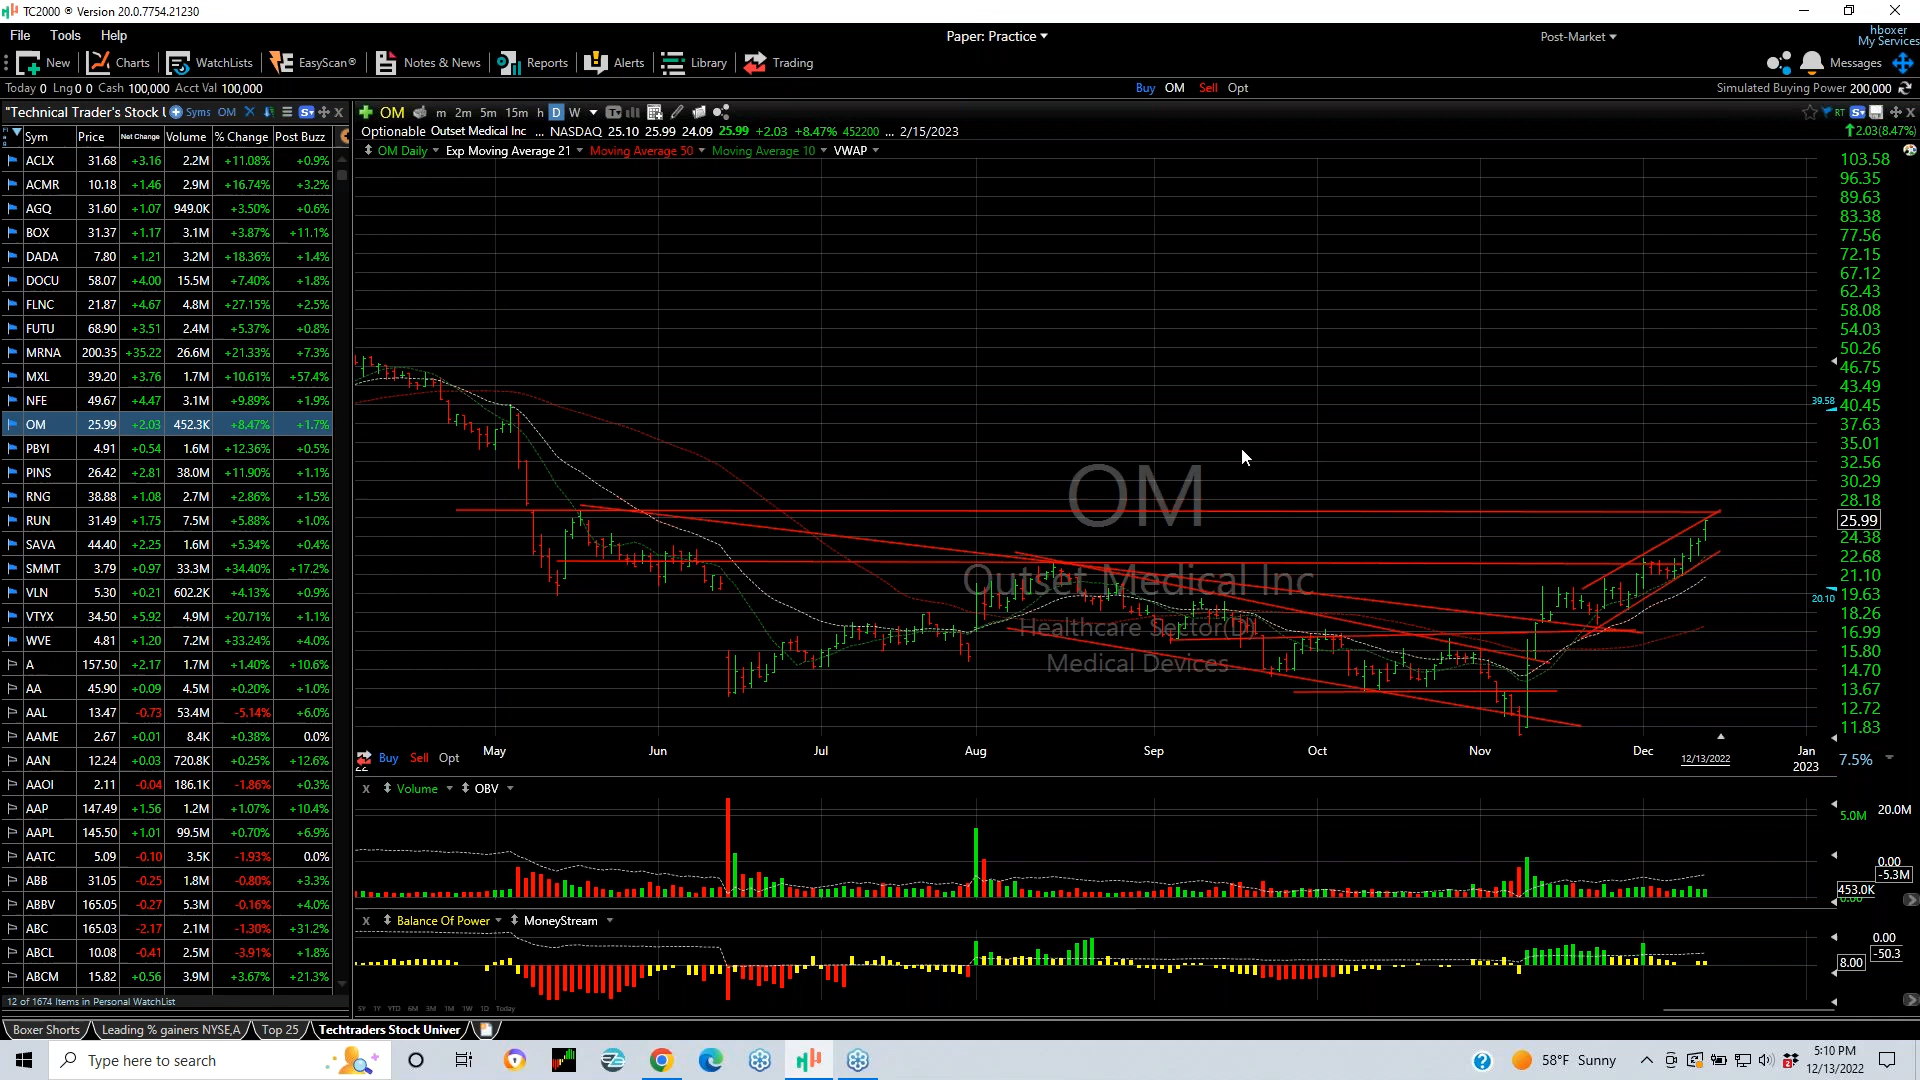 TC2000 ® Version 20.0.7754.21230
File Tools Help
Paper: Practice
Post-Market
hboxer
My Services
New Charts WatchLists EasyScan® Notes & News Reports Alerts Library Trading
Messages
Today 0 Lng 0 0 Cash 100,000 Acct Val 100,000
Buy OM Sell Opt
Simulated Buying Power 200,000
"Technical Trader's Stock U Syms OM
OM m 2m 5m 15m h D W
RT
Sym Price Net Change Volume % Change Post Buzz
Optionable Outset Medical Inc ... NASDAQ 25.10 25.99 24.09 25.99 +2.03 +8.47% 452200 ... 2/15/2023
2.03(8.47%)
OM Daily Exp Moving Average 21 Moving Average 50 Moving Average 10 VWAP
ACLX 31.68 +3.16 2.2M +11.08% +0.9%
ACMR 10.18 +1.46 2.9M +16.74% +3.2%
AGQ 31.60 +1.07 949.0K +3.50% +0.6%
BOX 31.37 +1.17 3.1M +3.87% +11.1%
DADA 7.80 +1.21 3.2M +18.36% +1.4%
DOCU 58.07 +4.00 15.5M +7.40% +1.8%
FLNC 21.87 +4.67 4.8M +27.15% +2.5%
FUTU 68.90 +3.51 2.4M +5.37% +0.8%
MRNA 200.35 +35.22 26.6M +21.33% +7.3%
MXL 39.20 +3.76 1.7M +10.61% +57.4%
NFE 49.67 +4.47 3.1M +9.89% +1.9%
OM 25.99 +2.03 452.3K +8.47% +1.7%
PBYI 4.91 +0.54 1.6M +12.36% +0.5%
PINS 26.42 +2.81 38.0M +11.90% +1.1%
RNG 38.88 +1.08 2.7M +2.86% +1.5%
RUN 31.49 +1.75 7.5M +5.88% +1.0%
SAVA 44.40 +2.25 1.6M +5.34% +0.4%
SMMT 3.79 +0.97 33.3M +34.40% +17.2%
VLN 5.30 +0.21 602.2K +4.13% +0.9%
VTYX 34.50 +5.92 4.9M +20.71% +1.1%
WVE 4.81 +1.20 7.2M +33.24% +4.0%
A 157.50 +2.17 1.7M +1.40% +10.6%
AA 45.90 +0.09 4.5M +0.20% +1.0%
AAL 13.47 -0.73 53.4M -5.14% +6.0%
AAME 2.67 +0.01 8.4K +0.38% 0.0%
AAN 12.24 +0.03 720.8K +0.25% +12.6%
AAOI 2.11 -0.04 186.1K -1.86% +0.3%
AAP 147.49 +1.56 1.2M +1.07% +10.4%
AAPL 145.50 +1.01 99.5M +0.70% +6.9%
AATC 5.09 -0.10 3.5K -1.93% 0.0%
ABB 31.05 -0.25 1.8M -0.80% +3.3%
ABBV 165.05 -0.27 5.3M -0.16% +4.0%
ABC 165.03 -2.17 2.1M -1.30% +31.2%
ABCL 10.08 -0.41 2.5M -3.91% +1.8%
ABCM 15.82 +0.56 3.9M +3.67% +21.3%
12 of 1674 Items in Personal WatchList
OM
Outset Medical Inc
Healthcare Sector(D)
Medical Devices
103.58
96.35
89.63
83.38
77.56
72.15
67.12
62.43
58.08
54.03
50.26
46.75
43.49
39.58
40.45
37.63
35.01
32.56
30.29
28.18
25.99
24.38
22.68
21.10
20.10
19.63
18.26
16.99
15.80
14.70
13.67
12.72
11.83
7.5%
May Jun Jul Aug Sep Oct Nov Dec Jan
22 12/13/2022 2023
Buy Sell Opt
x Volume OBV
5.0M 20.0M
0.00
-5.3M
453.0K
x Balance Of Power MoneyStream
0.00
-50.3
8.00
5Y 1Y YTD 6M 3M 1M 1W 1D Today
Boxer Shorts Leading % gainers NYSE,A Top 25 Techtraders Stock Univer
Type here to search
58°F Sunny
5:10 PM
12/13/2022